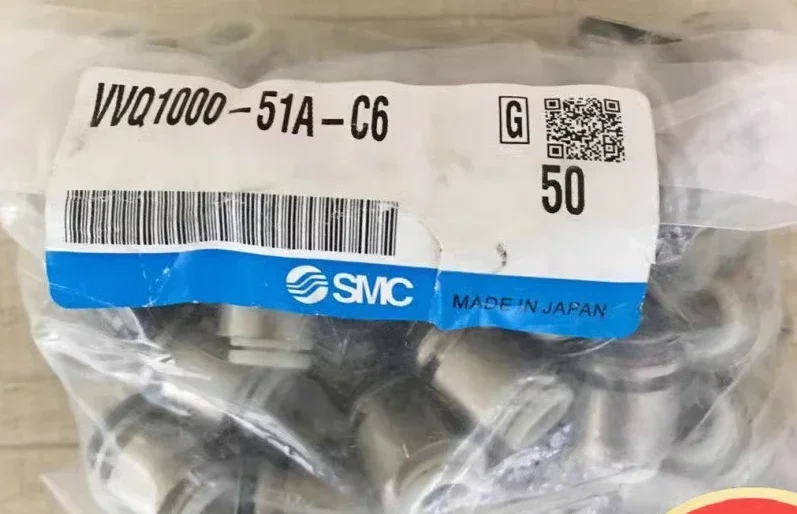 VVQ1000-51A-C6
G
50
SMC
MADE IN JAPAN